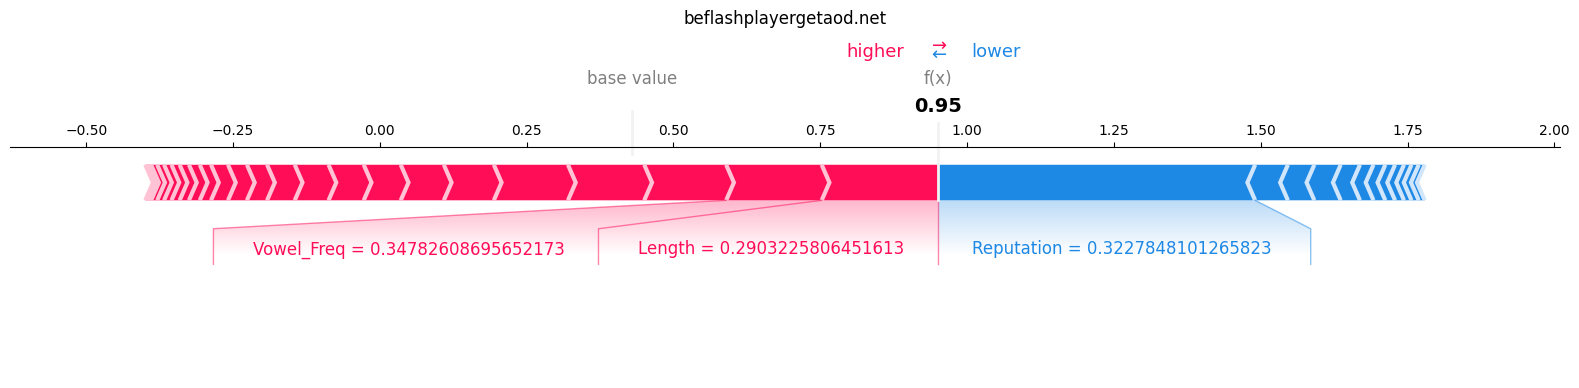 beflashplayergetaod.net
higher ⇄ lower
base value f(x)
0.95
−0.50 −0.25 0.00 0.25 0.50 0.75 1.00 1.25 1.50 1.75 2.00
Vowel_Freq = 0.34782608695652173 Length = 0.2903225806451613 Reputation = 0.3227848101265823